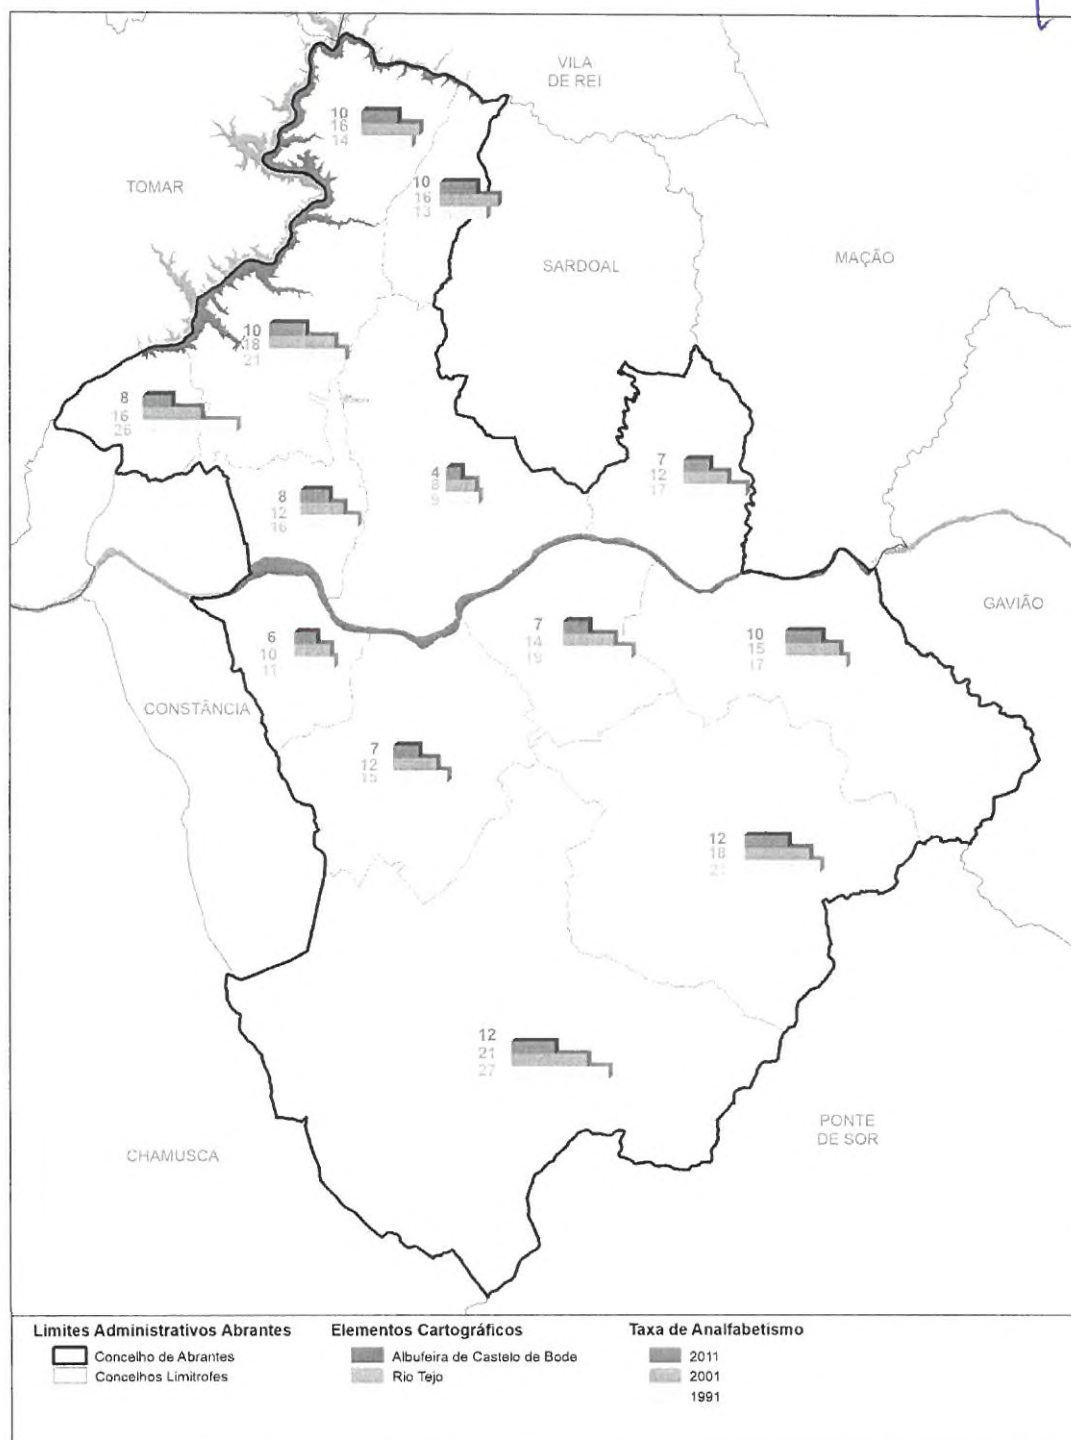 VILA
DE REI
10
16
14
TOMAR
10
16
13
SARDOAL
MAÇÃO
10
18
21
8
16
26
4
8
9
7
12
17
8
12
16
GAVIÃO
6
10
11
7
14
19
10
15
17
CONSTÂNCIA
7
12
15
12
18
21
12
21
27
PONTE
DE SOR
CHAMUSCA
Limites Administrativos Abrantes
Concelho de Abrantes
Concelhos Limítrofes
Elementos Cartográficos
Albufeira de Castelo de Bode
Rio Tejo
Taxa de Analfabetismo
2011
2001
1991